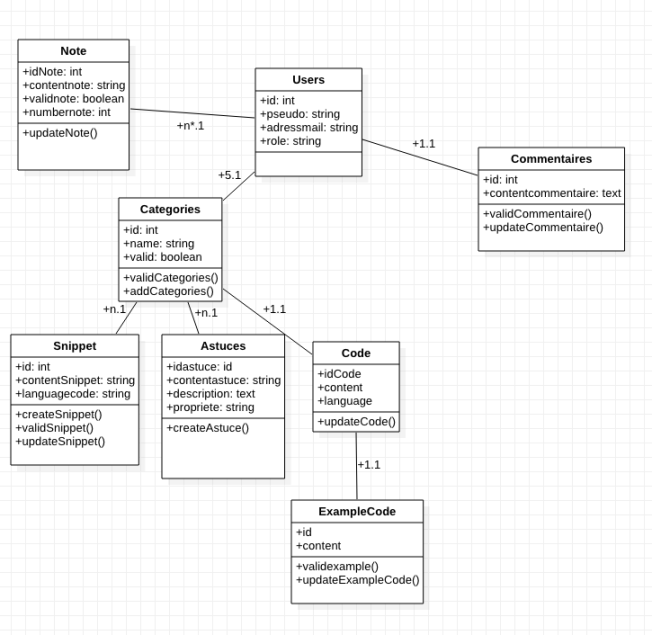 Note
+idNote: int
+contentnote: string
+validnote: boolean
+numbernote: int
+updateNote()
+n*.1
Users
+id: int
+pseudo: string
+adressmail: string
+role: string
+1.1
Commentaires
+id: int
+contentcommentaire: text
+validCommentaire()
+updateCommentaire()
+5.1
Categories
+id: int
+name: string
+valid: boolean
+validCategories()
+addCategories()
+n.1
+n.1
+1.1
Snippet
+id: int
+contentSnippet: string
+languagecode: string
+createSnippet()
+validSnippet()
+updateSnippet()
Astuces
+idastuce: id
+contentastuce: string
+description: text
+propriete: string
+createAstuce()
Code
+idCode
+content
+language
+updateCode()
+1.1
ExampleCode
+id
+content
+validexample()
+updateExampleCode()